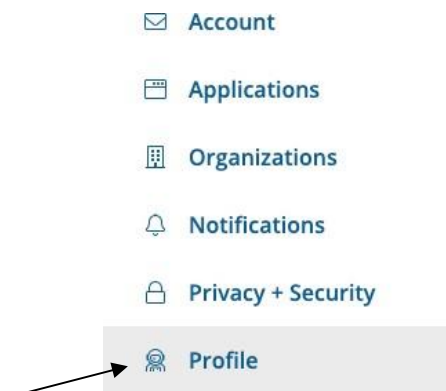 Account
Applications
Organizations
Notifications
Privacy + Security
Profile